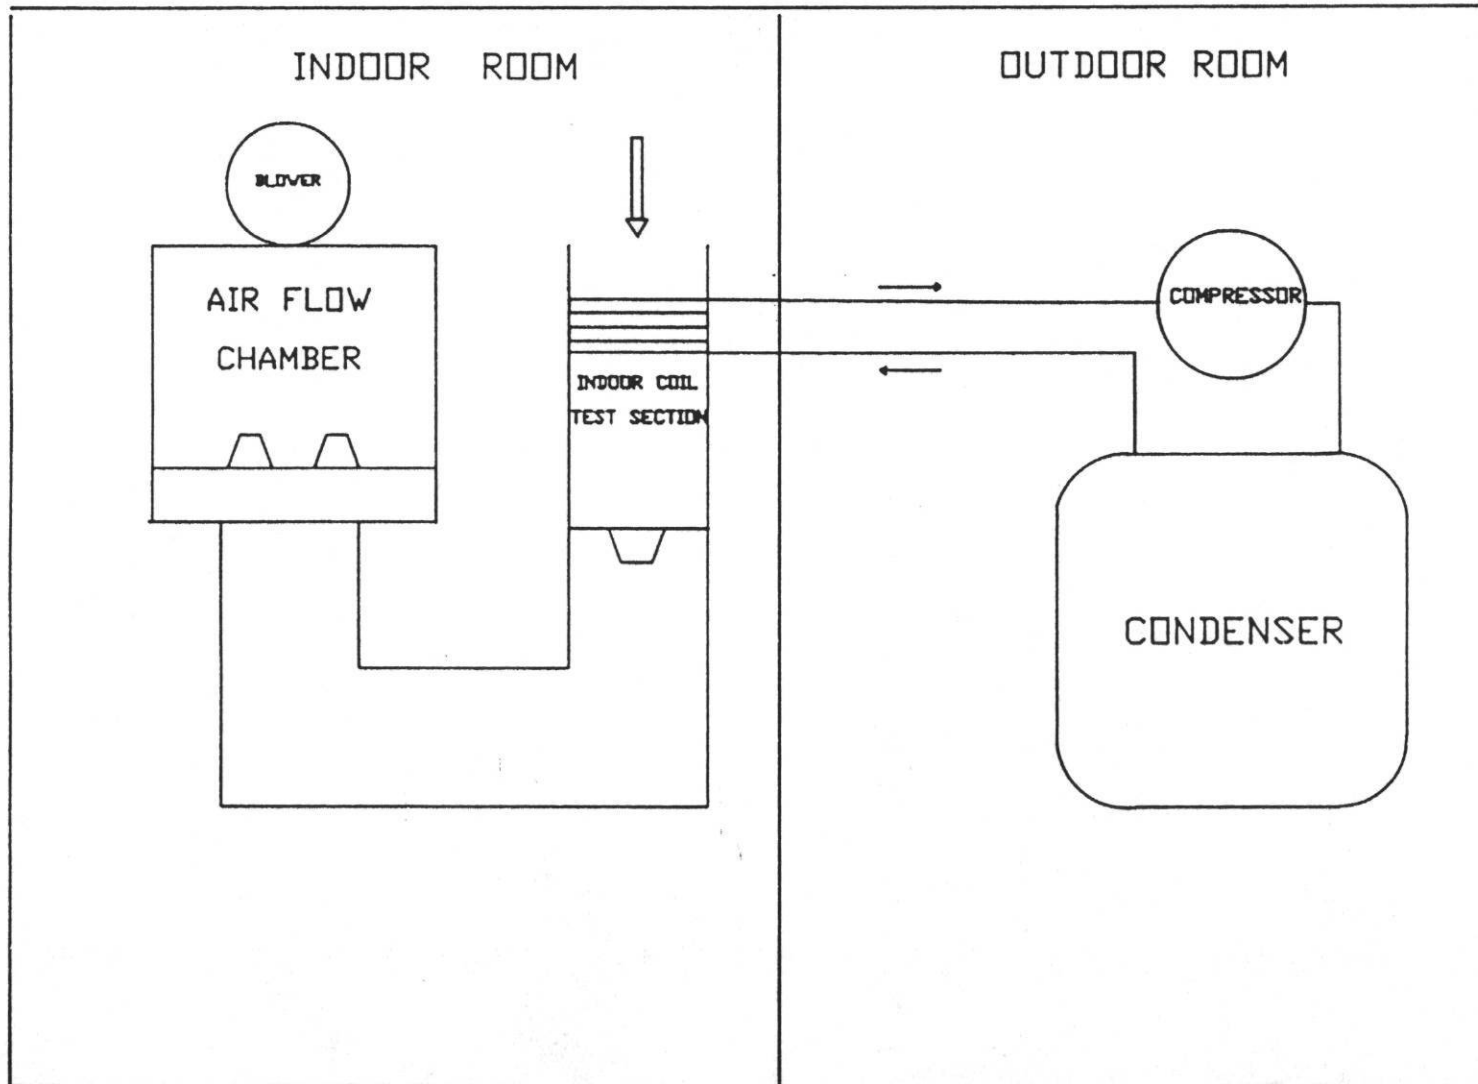 INDOOR ROOM
OUTDOOR ROOM
BLOWER
AIR FLOW
CHAMBER
INDOOR COIL
TEST SECTION
COMPRESSOR
CONDENSER